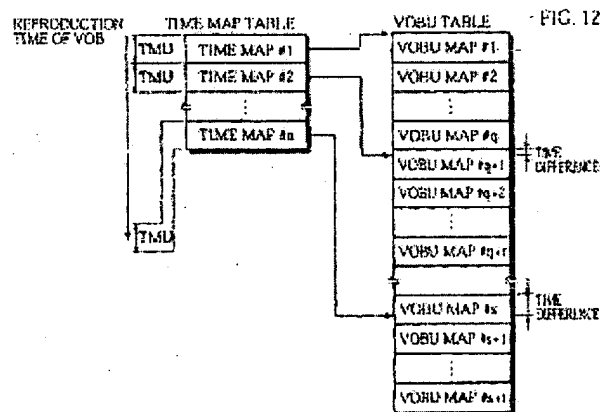 REPRODUCTION
TIME OF VOB
TIME MAP TABLE
VOBU TABLE
FIG. 12
TMU
TIME MAP #1
VOBU MAP #1
TMU
TIME MAP #2
VOBU MAP #2
⋮
⋮
TIME MAP #n
VOBU MAP #q
VOBU MAP #q+1
TIME
DIFFERENCE
VOBU MAP #q+2
⋮
TMU
VOBU MAP #q+r
VOBU MAP #s
TIME
DIFFERENCE
VOBU MAP #s+1
⋮
VOBU MAP #s+t